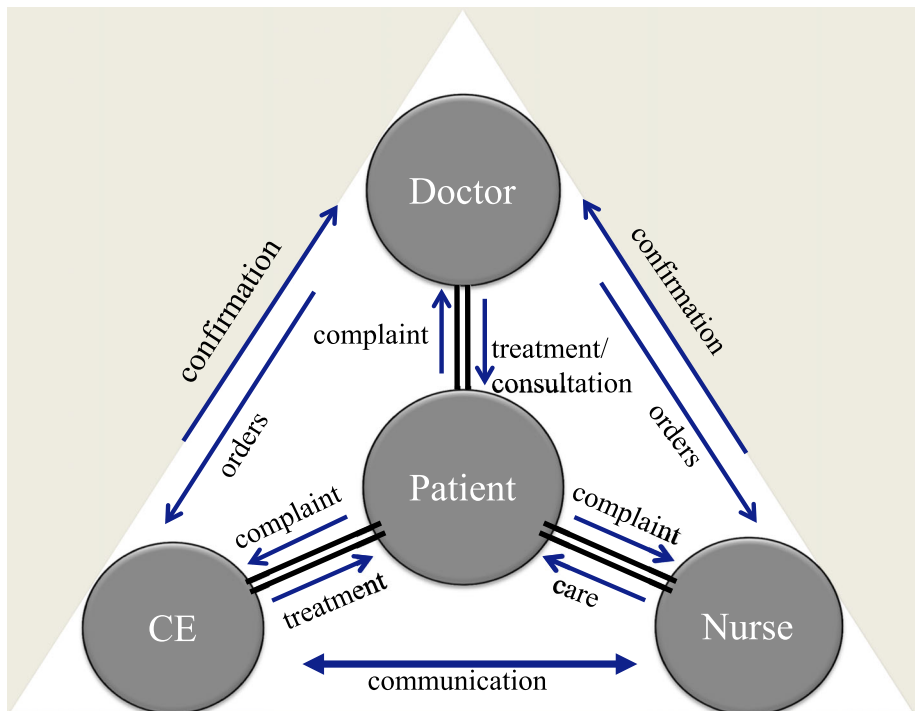 Doctor
confirmation
confirmation
complaint
treatment/
consultation
orders
orders
Patient
complaint
complaint
treatment
care
CE
Nurse
communication